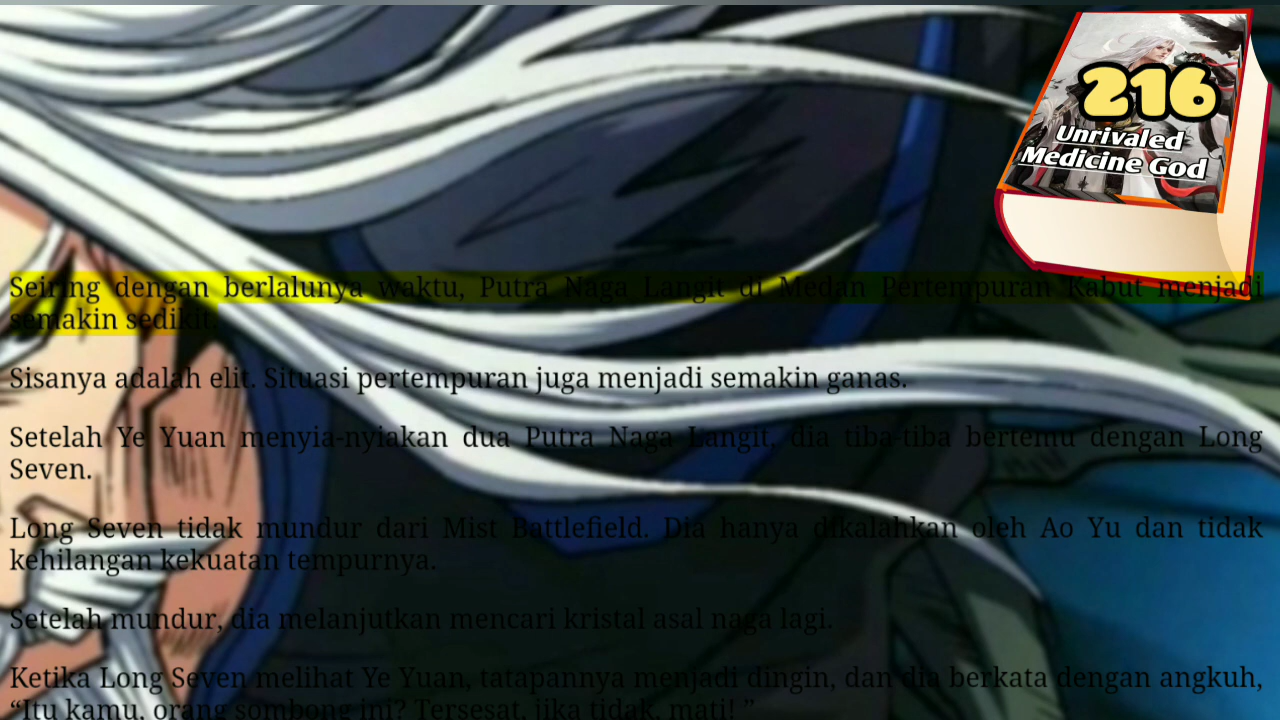 216
Unrivaled
Medicine God
Seiring dengan berlalunya waktu, Putra Naga Langit di Medan Pertempuran Kabut menjadi
semakin sedikit.
Sisanya adalah elit. Situasi pertempuran juga menjadi semakin ganas.
Setelah Ye Yuan menyia-nyiakan dua Putra Naga Langit, dia tiba-tiba bertemu dengan Long
Seven.
Long Seven tidak mundur dari Mist Battlefield. Dia hanya dikalahkan oleh Ao Yu dan tidak
kehilangan kekuatan tempurnya.
Setelah mundur, dia melanjutkan mencari kristal asal naga lagi.
Ketika Long Seven melihat Ye Yuan, tatapannya menjadi dingin, dan dia berkata dengan angkuh,
“Itu kamu, orang sombong ini? Tersesat, jika tidak, mati! ”